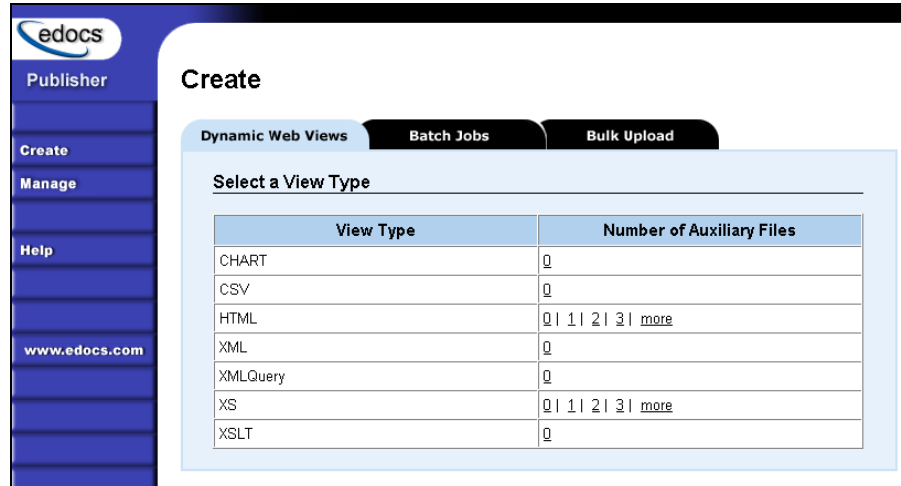 edocs
Publisher
Create
Manage
Help
www.edocs.com
Create
Dynamic Web Views Batch Jobs Bulk Upload
Select a View Type
View Type Number of Auxiliary Files
CHART 0
CSV 0
HTML 0 | 1 | 2 | 3 | more
XML 0
XMLQuery 0
XS 0 | 1 | 2 | 3 | more
XSLT 0